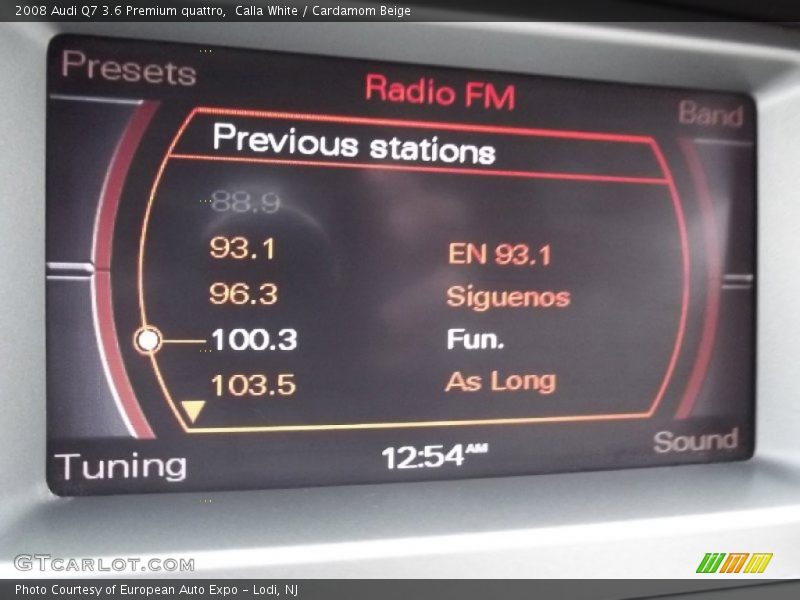 2008 Audi Q7 3.6 Premium quattro,  Calla White / Cardamom Beige
Presets
Radio FM
Band
Previous stations
88.9
93.1 EN 93.1
96.3 Siguenos
100.3 Fun.
103.5 As Long
Tuning
12:54 AM
Sound
GTCARLOT.COM
Photo Courtesy of European Auto Expo - Lodi, NJ